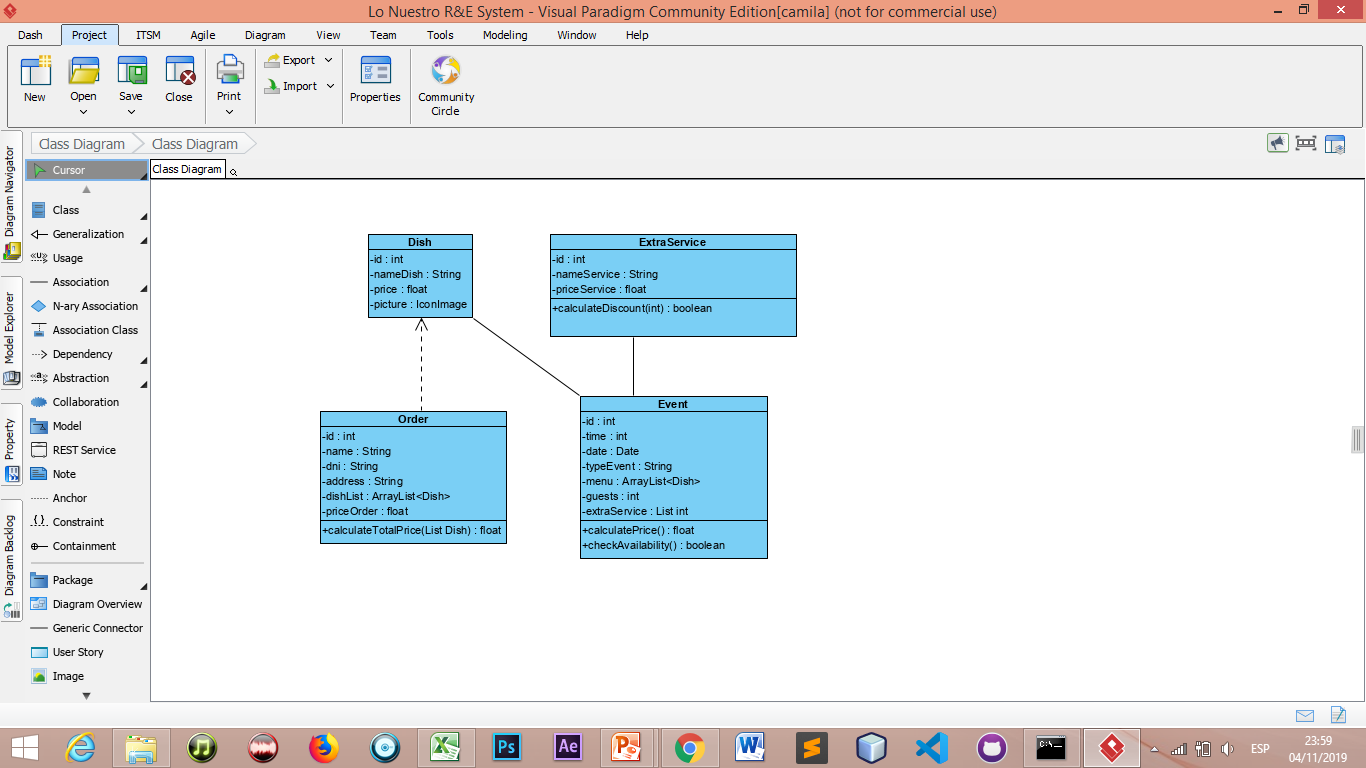 Lo Nuestro R&E System - Visual Paradigm Community Edition[camila] (not for commercial use)
Dash Project ITSM Agile Diagram View Team Tools Modeling Window Help
New Open Save Close Print Export Import Properties Community Circle
Class Diagram Class Diagram
Class Diagram
Diagram Navigator
Model Explorer
Property
Diagram Backlog
Cursor
Class
Generalization
«U» Usage
Association
N-ary Association
Association Class
Dependency
«a» Abstraction
Collaboration
Model
REST Service
Note
Anchor
{.} Constraint
Containment
Package
Diagram Overview
Generic Connector
User Story
Image
Dish
-id : int
-nameDish : String
-price : float
-picture : IconImage
ExtraService
-id : int
-nameService : String
-priceService : float
+calculateDiscount(int) : boolean
Order
-id : int
-name : String
-dni : String
-address : String
-dishList : ArrayList<Dish>
-priceOrder : float
+calculateTotalPrice(List Dish) : float
Event
-id : int
-time : int
-date : Date
-typeEvent : String
-menu : ArrayList<Dish>
-guests : int
-extraService : List int
+calculatePrice() : float
+checkAvailability() : boolean
Ps Ae
C:\_
ESP
23:59
04/11/2019